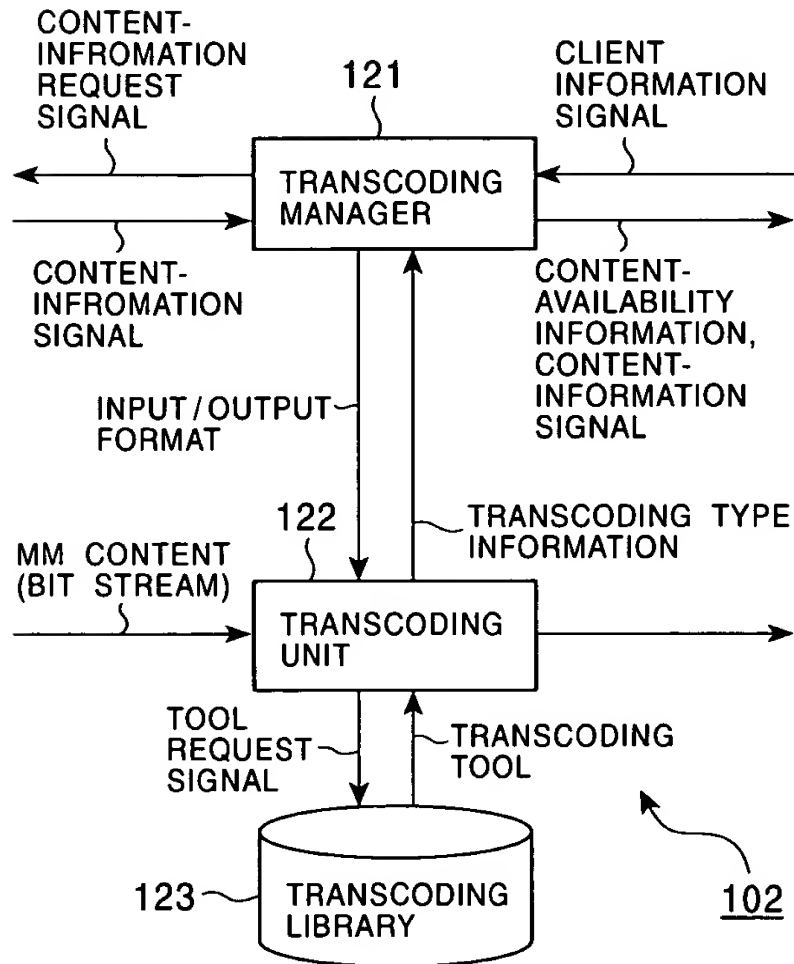 CONTENT-
INFROMATION
REQUEST
SIGNAL
121
CLIENT
INFORMATION
SIGNAL
TRANSCODING
MANAGER
CONTENT-
INFROMATION
SIGNAL
CONTENT-
AVAILABILITY
INFORMATION,
CONTENT-
INFORMATION
SIGNAL
INPUT/OUTPUT
FORMAT
122
TRANSCODING TYPE
INFORMATION
MM CONTENT
(BIT STREAM)
TRANSCODING
UNIT
TOOL
REQUEST
SIGNAL
TRANSCODING
TOOL
123
TRANSCODING
LIBRARY
102